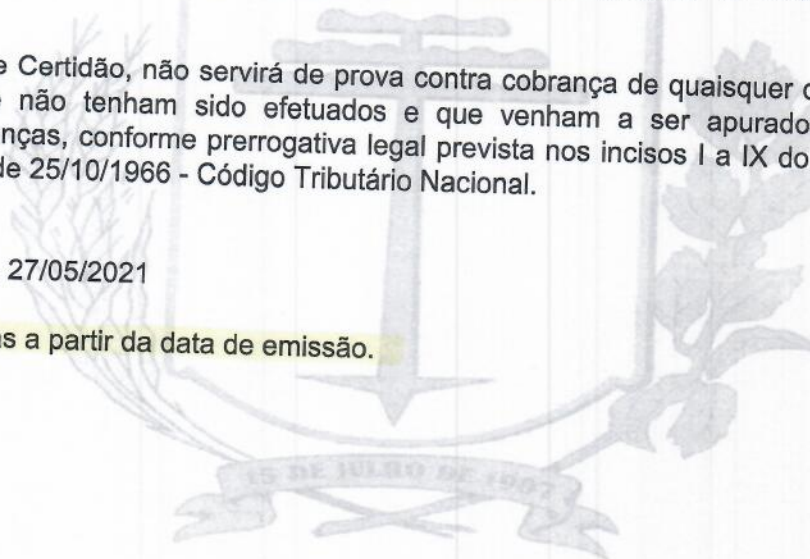 e Certidão, não servirá de prova contra cobrança de quaisquer
não tenham sido efetuados e que venham a ser apurado
nças, conforme prerrogativa legal prevista nos incisos I a IX do
de 25/10/1966 - Código Tributário Nacional.
27/05/2021
s a partir da data de emissão.
15 DE JULHO DE